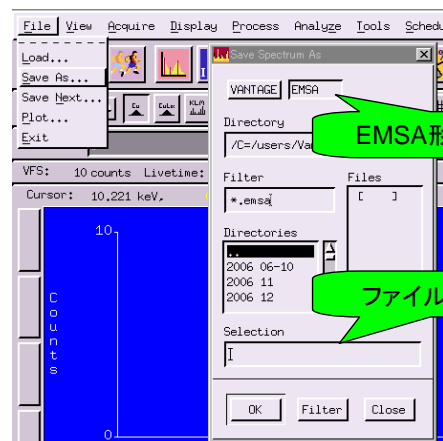 File View Acquire Display Process Analyze Tools
Load...
Save As...
Save Next...
Plot...
Exit
Cu CuLα KLM
VFS: 10 counts Livetime:
Cursor: 10.221 keV,
10
Counts
0
Save Spectrum As
VANTAGE EMSA
EMSA形
Directory
/C=/users/Van
Filter
*.emsa
Files
[ ]
Directories
..
2006 06-10
2006 11
2006 12
ファイル
Selection
OK Filter Close